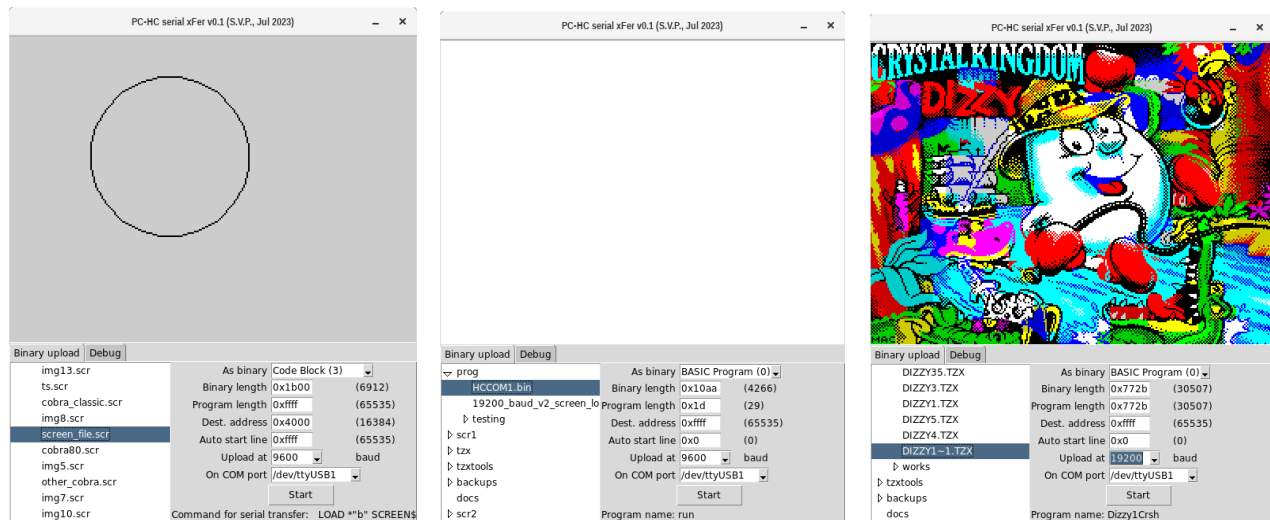 PC-HC serial xFer v0.1 (S.V.P., Jul 2023)
Binary upload Debug
img13.scr
ts.scr
cobra_classic.scr
img8.scr
screen_file.scr
cobra80.scr
img5.scr
other_cobra.scr
img7.scr
img10.scr
As binary Code Block (3)
Binary length 0x1b00 (6912)
Program length 0xffff (65535)
Dest. address 0x4000 (16384)
Auto start line 0xffff (65535)
Upload at 9600 baud
On COM port /dev/ttyUSB1
Start
Command for serial transfer: LOAD *"b" SCREEN$
PC-HC serial xFer v0.1 (S.V.P., Jul 2023)
Binary upload Debug
prog
HCCOM1.bin
19200_baud_v2_screen_lo
testing
scr1
tzx
tzxtools
backups
docs
scr2
As binary BASIC Program (0)
Binary length 0x10aa (4266)
Program length 0x1d (29)
Dest. address 0xffff (65535)
Auto start line 0x0 (0)
Upload at 9600 baud
On COM port /dev/ttyUSB1
Start
Program name: run
PC-HC serial xFer v0.1 (S.V.P., Jul 2023)
CRYSTAL KINGDOM
DIZZY
MAC
Binary upload Debug
DIZZY35.TZX
DIZZY3.TZX
DIZZY1.TZX
DIZZY5.TZX
DIZZY4.TZX
DIZZY1~1.TZX
works
tzxtools
backups
docs
As binary BASIC Program (0)
Binary length 0x772b (30507)
Program length 0x772b (30507)
Dest. address 0xffff (65535)
Auto start line 0x0 (0)
Upload at 19200 baud
On COM port /dev/ttyUSB1
Start
Program name: Dizzy1Crsh